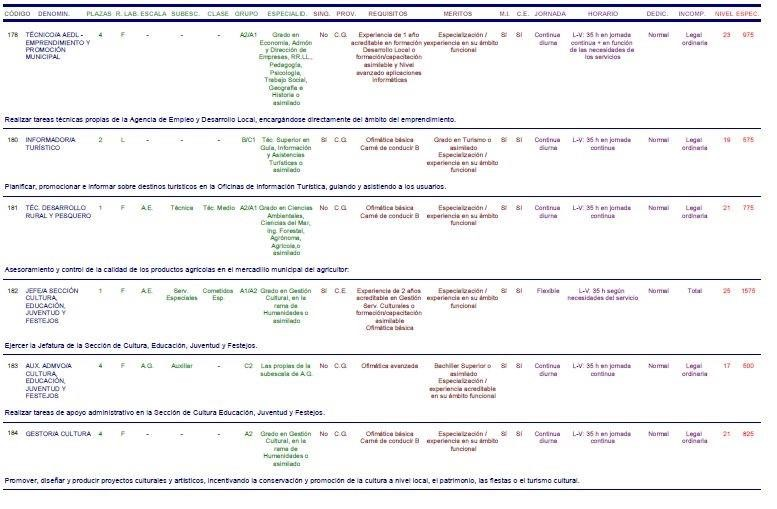 CÓDIGO DENOMIN. PLAZAS R. LAB. ESCALA SUBESC. CLASE GRUPO ESPECIALID. SING. PROV. REQUISITOS MERITOS M.I. C.E. JORNADA HORARIO DEDIC. INCOMP. NIVEL ESPEC.
178 TÉCNICO/A AEDL - 4 F - - - A2/A1 Grado en No C.G. Experiencia de 1 año Especialización / SÍ SÍ Continua L-V: 35 h en jornada Normal Legal 23 975
EMPRENDIMIENTO Y Economía, Admón acreditable en formación y experiencia en su ámbito diurna continua + en función ordinaria
PROMOCIÓN y Dirección de Desarrollo Local o funcional de las necesidades de
MUNICIPAL Empresas, RR.LL., formación/capacitación los servicios
Pedagogía, asimilable y Nivel
Psicología, avanzado aplicaciones
Trabajo Social, informáticas
Geografía e
Historia o
asimilado
Realizar tareas técnicas propias de la Agencia de Empleo y Desarrollo Local, encargándose directamente del ámbito del emprendimiento.
180 INFORMADOR/A 2 L - - - B/C1 Téc. Superior en SÍ C.G. Ofimática básica Grado en Turismo o SÍ SÍ Continua L-V: 35 h en jornada Normal Legal 19 575
TURÍSTICO Guía, Información Carné de conducir B asimilado diurna continua ordinaria
y Asistencias Especialización /
Turísticas o experiencia en su ámbito
asimilado funcional
Planificar, promocionar e informar sobre destinos turísticos en la Oficinas de Información Turística, guiando y asistiendo a los usuarios.
181 TÉC. DESARROLLO 1 F A.E. Técnica Téc. Medio A2/A1 Grado en Ciencias No C.G. Ofimática básica Especialización / SÍ SÍ Continua L-V: 35 h en jornada Normal Legal 21 775
RURAL Y PESQUERO Ambientales, Carné de conducir B experiencia en su ámbito diurna continua ordinaria
Ciencias del Mar, funcional
Ing. Forestal,
Agrónoma,
Agrícola,o
asimilado
Asesoramiento y control de la calidad de los productos agrícolas en el mercadillo municipal del agricultor:
182 JEFE/A SECCIÓN 1 F A.E. Serv. Cometidos A1/A2 Grado en Gestión SÍ C.E. Experiencia de 2 años Especialización / SÍ SÍ Flexible L-V: 35 h según Normal Total 25 1575
CULTURA, Especiales Esp. Cultural, en la acreditable en Gestión experiencia en su ámbito necesidades del servicio
EDUCACIÓN, rama de Serv. Culturales o funcional
JUVENTUD Y Humanidades o formación/capacitación
FESTEJOS asimilado asimilable
Ofimática básica
Ejercer la Jefatura de la Sección de Cultura, Educación, Juventud y Festejos.
183 AUX. ADMVO/A 4 F A.G. Auxiliar - C2 Las propias de la No C.G. Ofimática avanzada Bachiller Superior o SÍ SÍ Continua L-V: 35 h en jornada Normal Legal 17 500
CULTURA, subescala de A.G. asimilado diurna continua ordinaria
EDUCACIÓN, Especialización /
JUVENTUD Y experiencia acreditable
FESTEJOS en su ámbito funcional
Realizar tareas de apoyo administrativo en la Sección de Cultura Educación, Juventud y Festejos.
184 GESTOR/A CULTURA 4 F - - - A2 Grado en Gestión No C.G. Ofimática básica Especialización / SÍ SÍ Continua L-V: 35 h en jornada Normal Legal 21 825
Cultural, en la Carné de conducir B experiencia en su ámbito diurna continua ordinaria
rama de funcional
Humanidades o
asimilado
Promover, diseñar y producir proyectos culturales y artísticos, incentivando la conservación y promoción de la cultura a nivel local, el patrimonio, las fiestas o el turismo cultural.